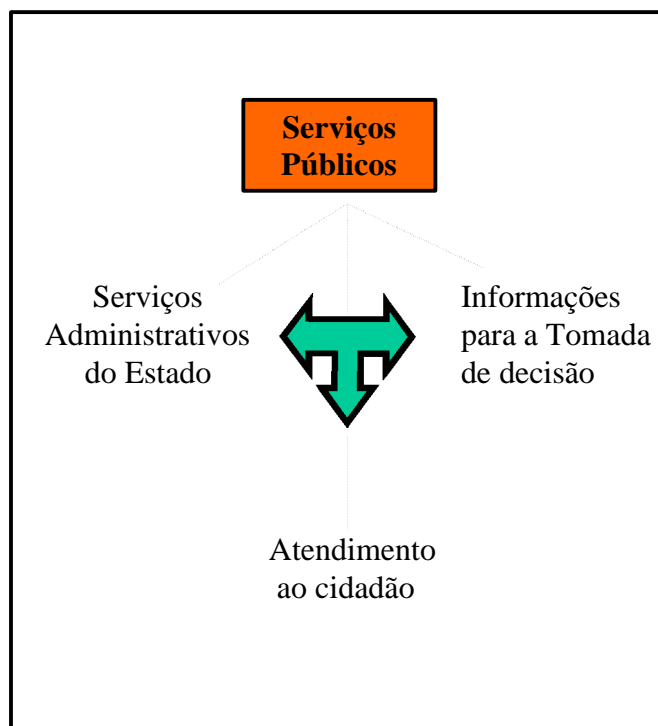 Serviços
Públicos
Serviços
Administrativos
do Estado
Informações
para a Tomada
de decisão
Atendimento
ao cidadão